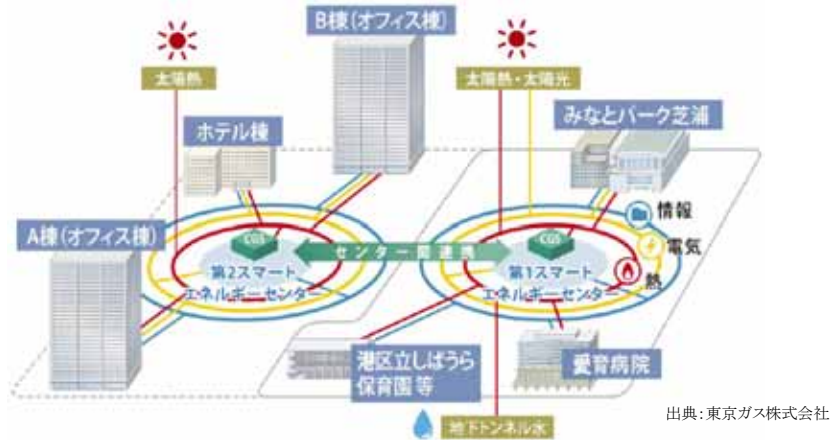 B棟(オフィス棟)
太陽熱
太陽熱・太陽光
ホテル棟
みなとパーク芝浦
情報
A棟(オフィス棟)
CGS
センター間連携
CGS
電気
第2スマート
エネルギーセンター
第1スマート
エネルギーセンター
熱
港区立しばうら
保育園 等
愛育病院
地下トンネル水
出典:東京ガス株式会社